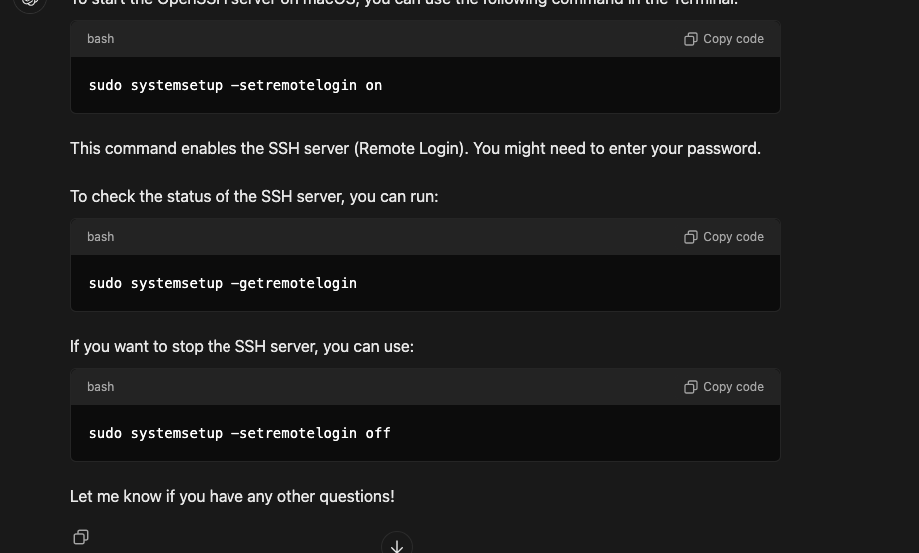 To start the OpenSSH server on macOS, you can use the following command in the Terminal:
bash
Copy code
sudo systemsetup -setremotelogin on
This command enables the SSH server (Remote Login). You might need to enter your password.
To check the status of the SSH server, you can run:
bash
Copy code
sudo systemsetup -getremotelogin
If you want to stop the SSH server, you can use:
bash
Copy code
sudo systemsetup -setremotelogin off
Let me know if you have any other questions!